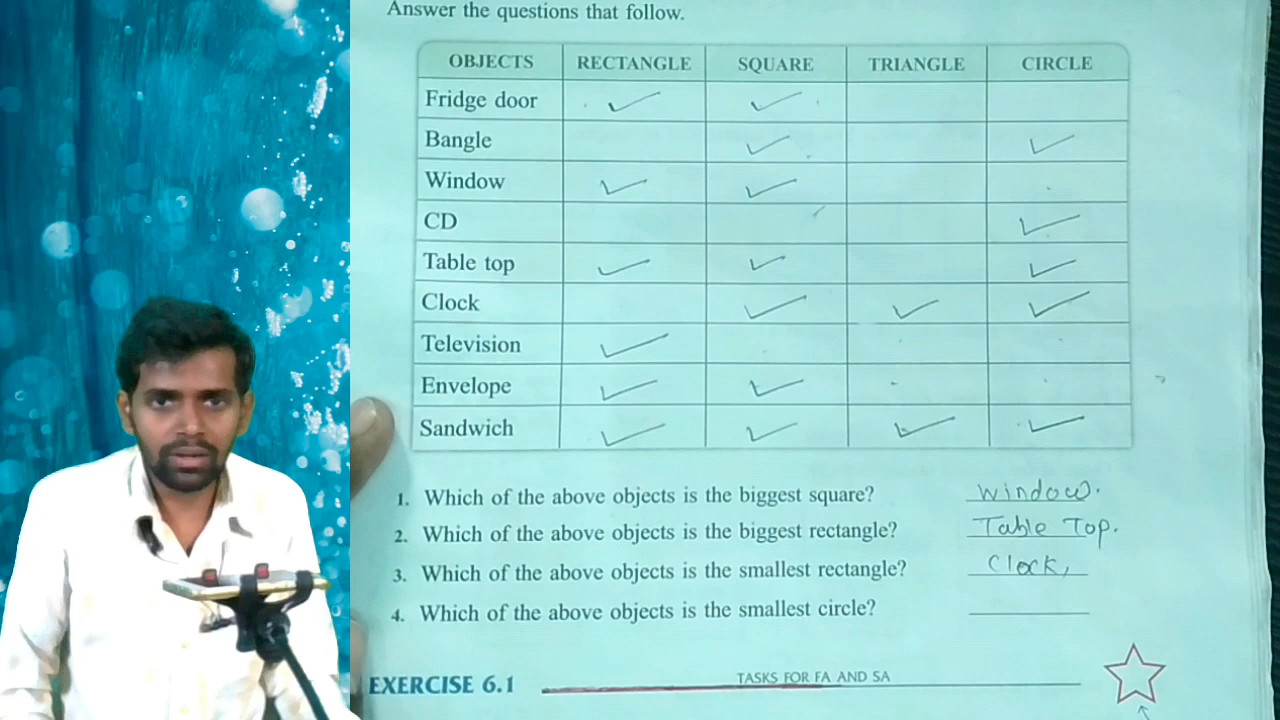 Answer the questions that follow.
OBJECTS RECTANGLE SQUARE TRIANGLE CIRCLE
Fridge door ✓ ✓
Bangle ✓ ✓
Window ✓ ✓
CD ✓
Table top ✓ ✓ ✓
Clock ✓ ✓ ✓
Television ✓
Envelope ✓ ✓
Sandwich ✓ ✓ ✓ ✓
1. Which of the above objects is the biggest square? window.
2. Which of the above objects is the biggest rectangle? Table Top.
3. Which of the above objects is the smallest rectangle? Clock,
4. Which of the above objects is the smallest circle?
EXERCISE 6.1 TASKS FOR FA AND SA